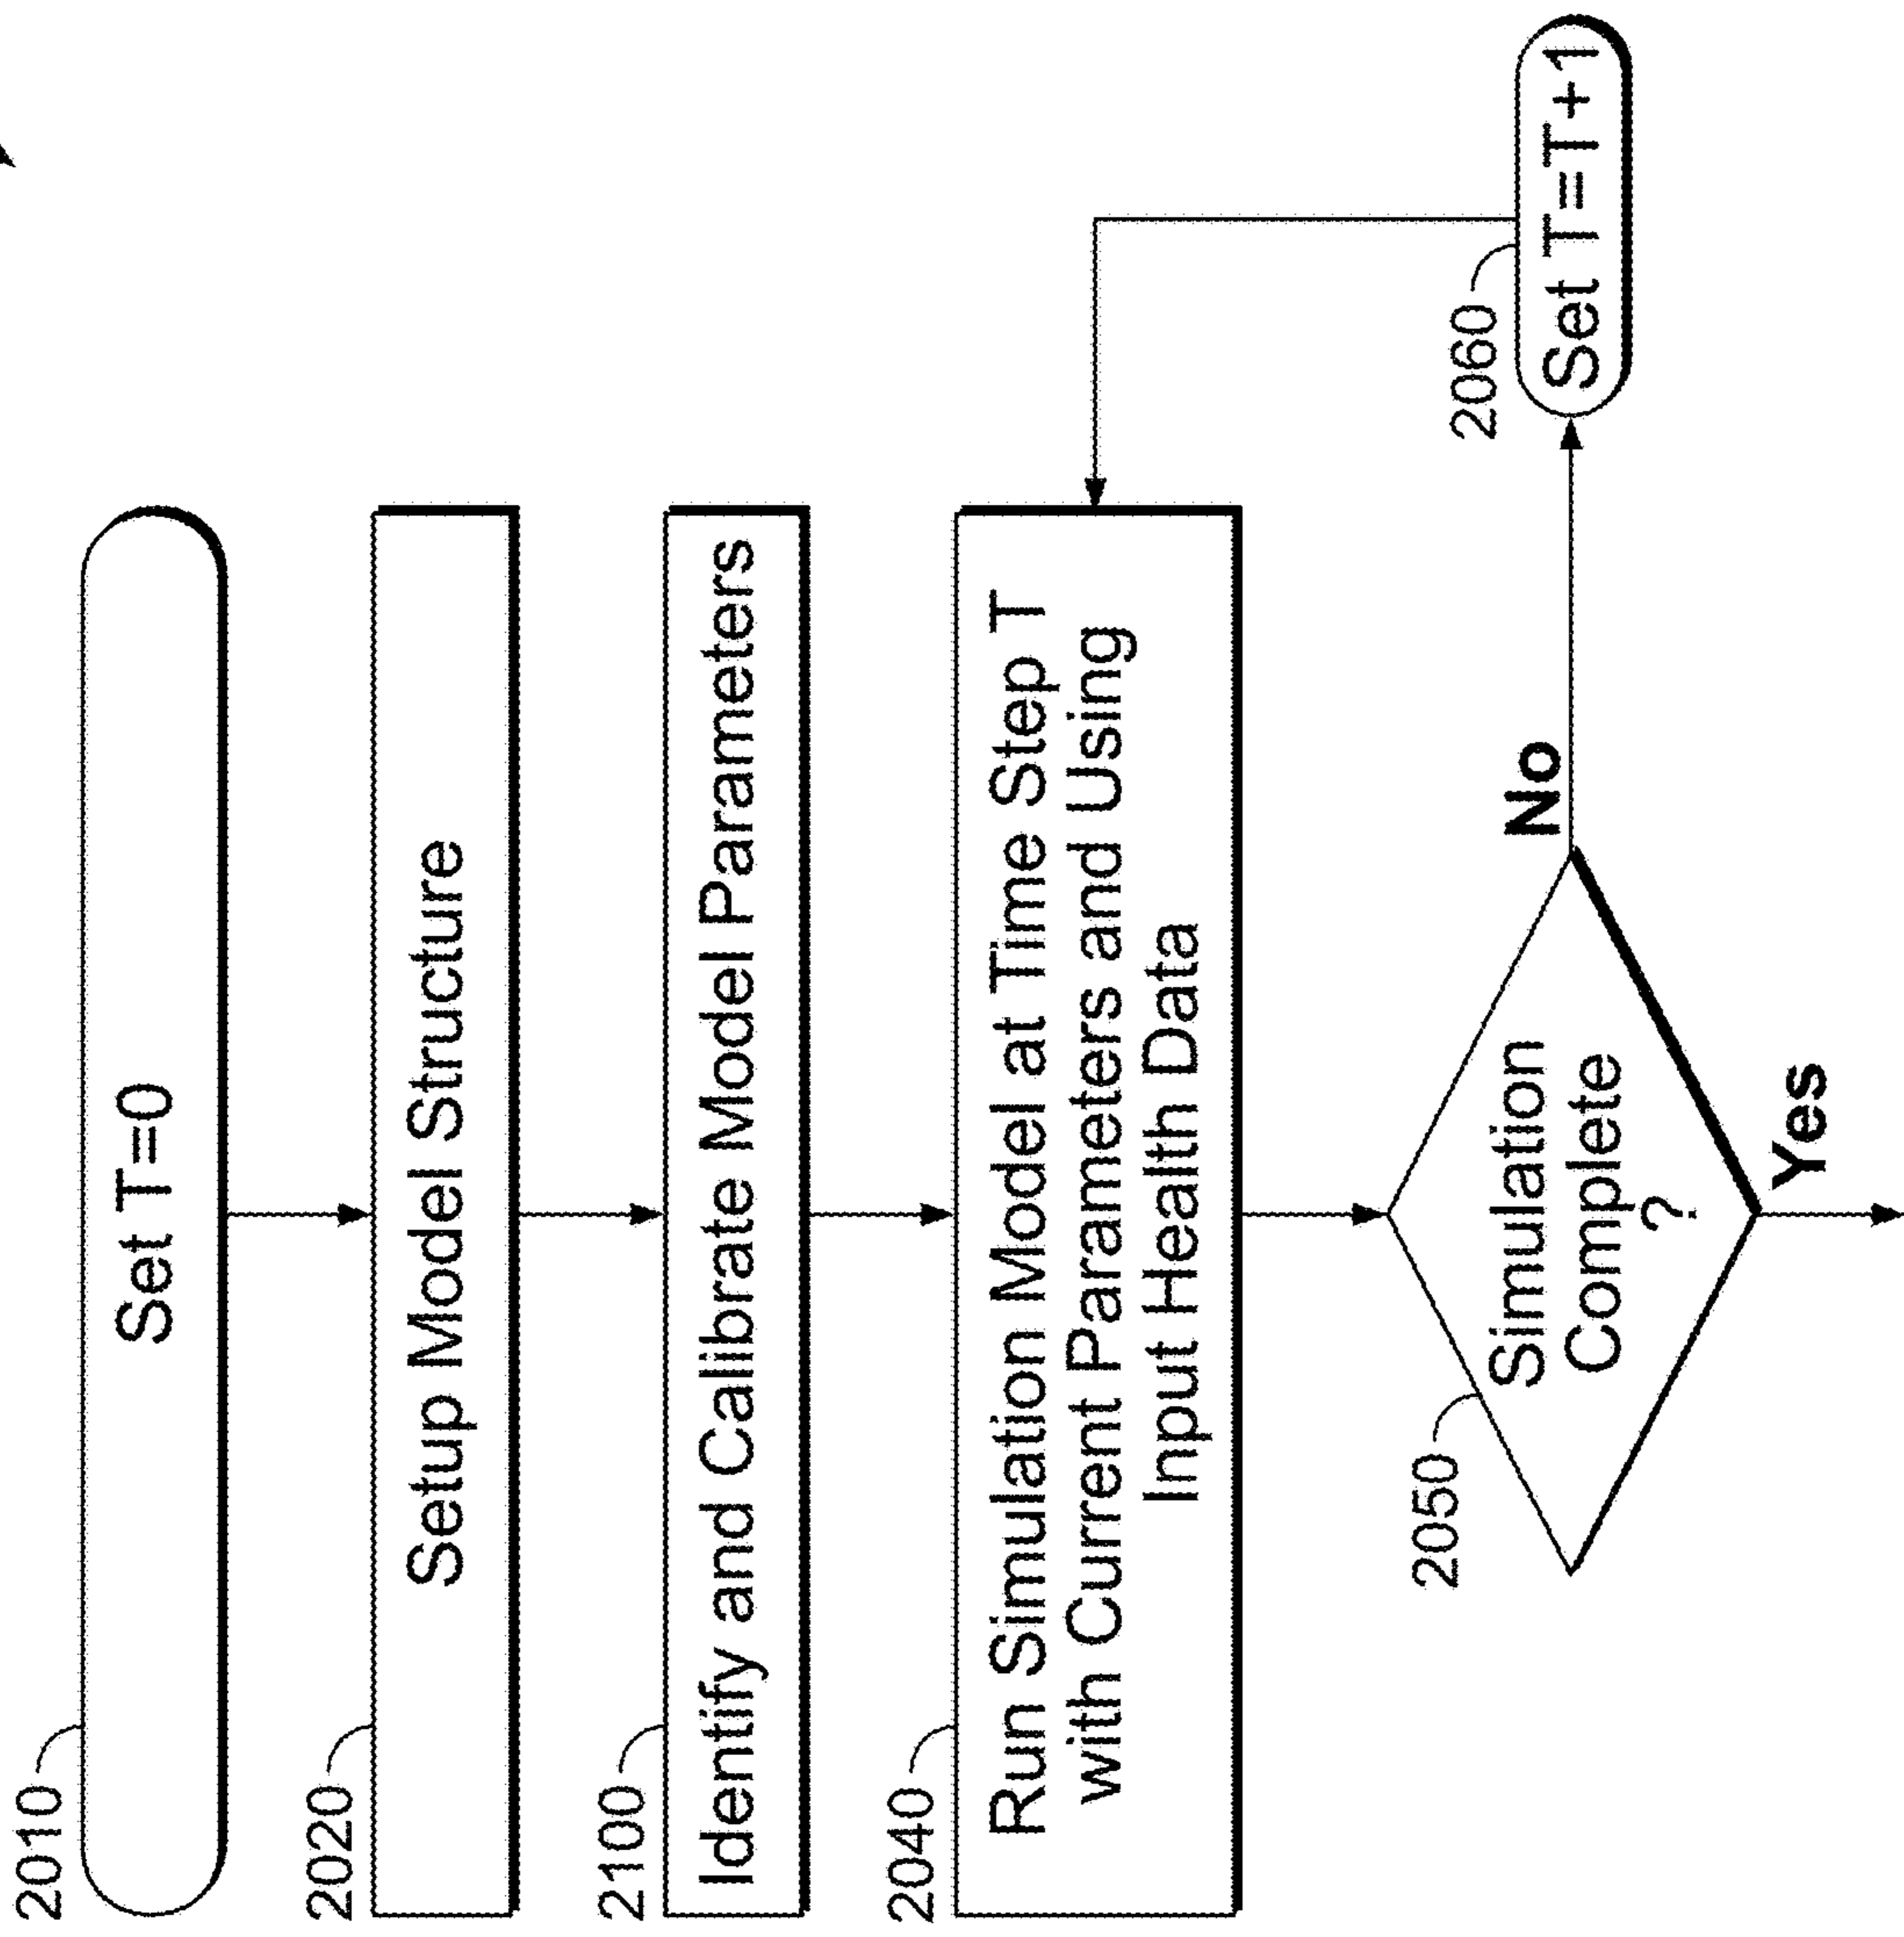 2010
Set T=0
2020
Setup Model Structure
2100
Identify and Calibrate Model Parameters
2040
Run Simulation Model at Time Step T
with Current Parameters and Using
Input Health Data
2050
Simulation
Complete
?
No
Yes
2060
Set T=T+1